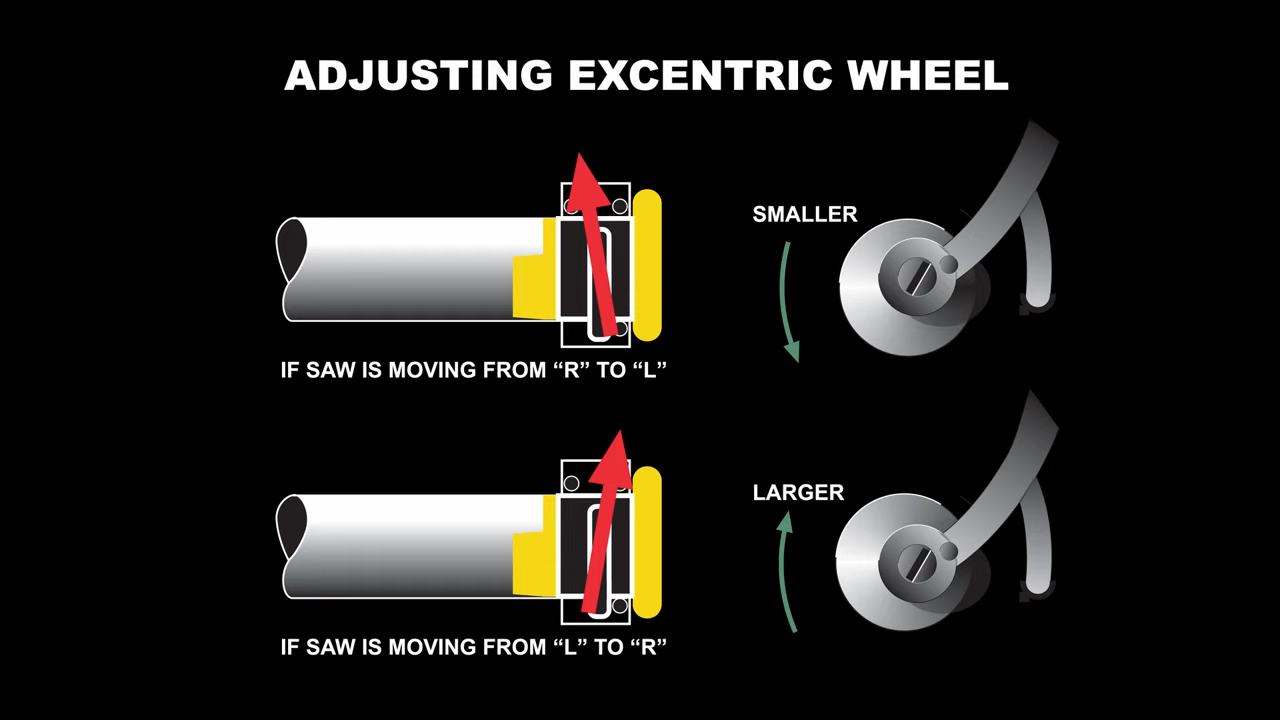 ADJUSTING EXCENTRIC WHEEL
SMALLER
IF SAW IS MOVING FROM “R” TO “L”
LARGER
IF SAW IS MOVING FROM “L” TO “R”